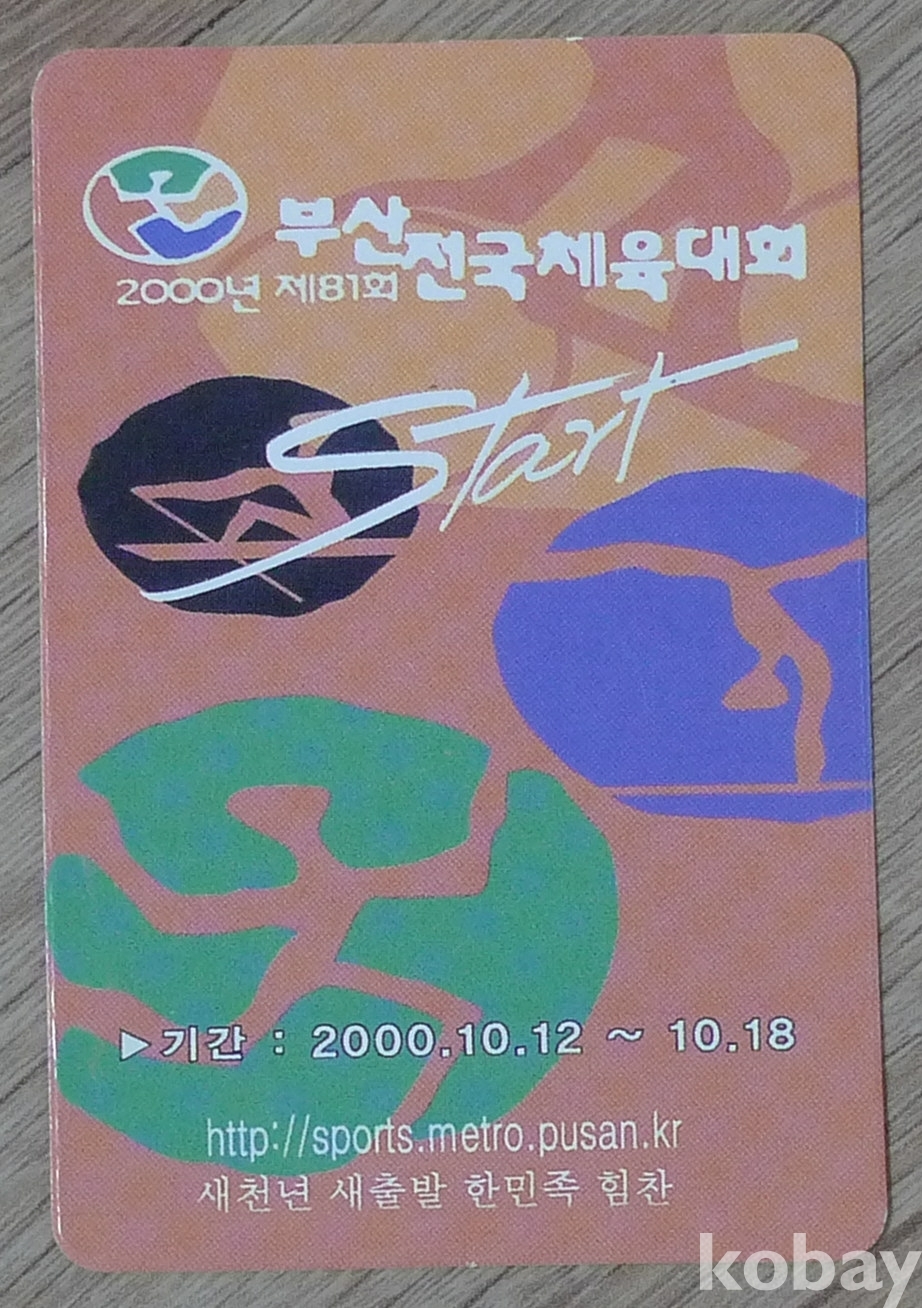 부산전국체육대회
2000년 제81회
Start
▶기간 : 2000.10.12 ~ 10.18
http://sports.metro.pusan.kr
새천년 새출발 한민족 힘찬
kobay